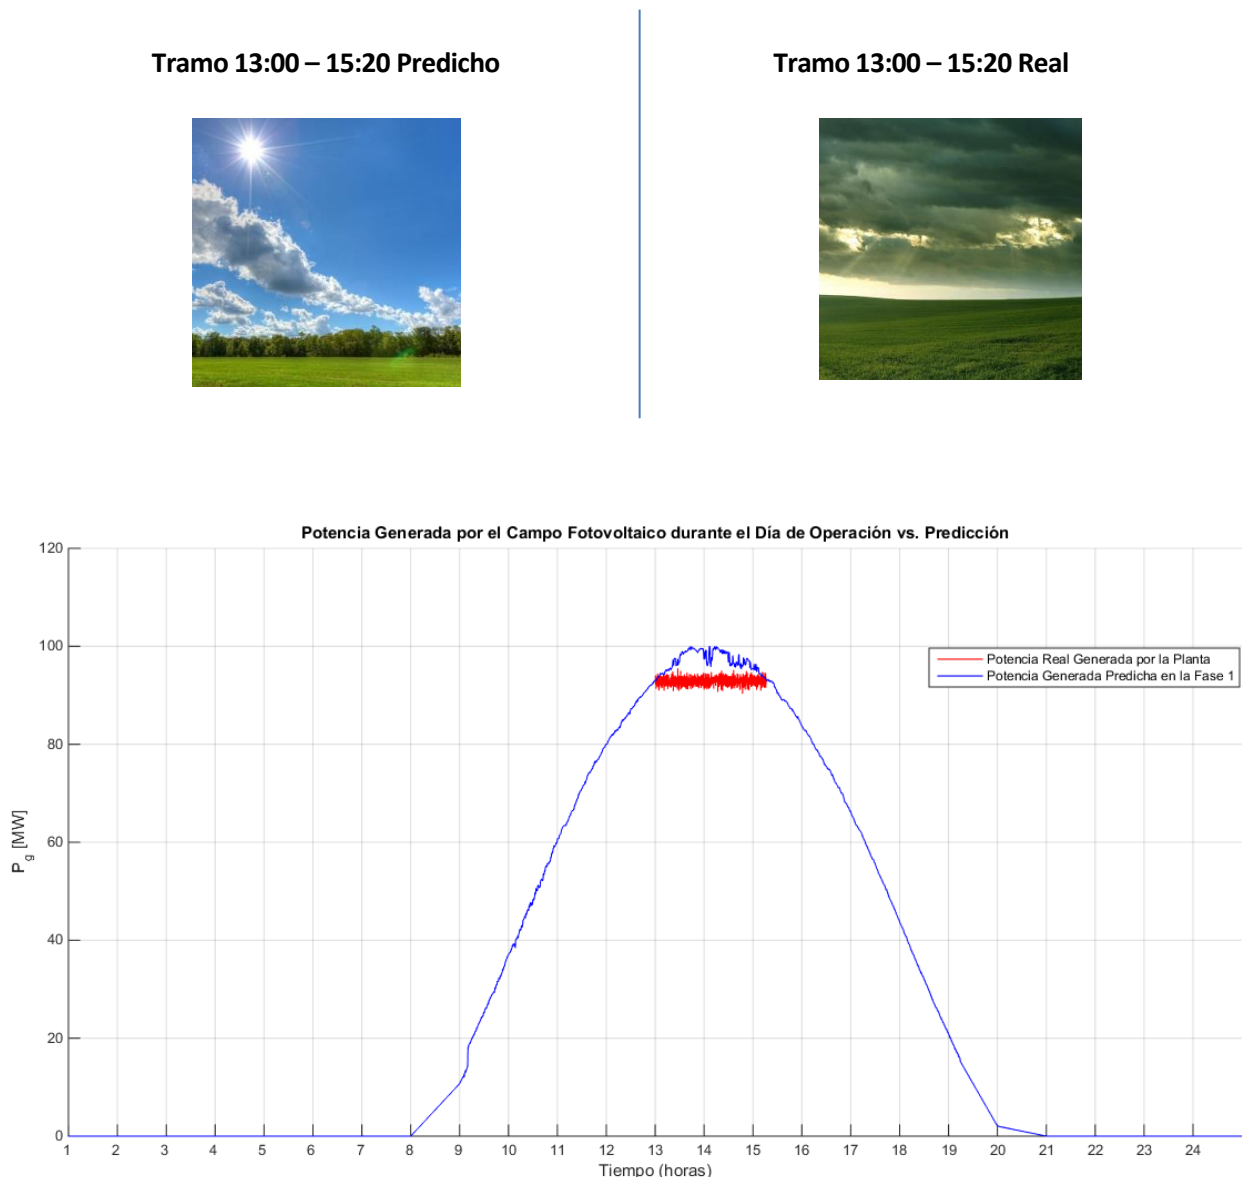 Tramo 13:00 – 15:20 Predicho
Tramo 13:00 – 15:20 Real
Potencia Generada por el Campo Fotovoltaico durante el Día de Operación vs. Predicción
120
100
80
60
40
20
0
P_g [MW]
Potencia Real Generada por la Planta
Potencia Generada Predicha en la Fase 1
1 2 3 4 5 6 7 8 9 10 11 12 13 14 15 16 17 18 19 20 21 22 23 24
Tiempo (horas)